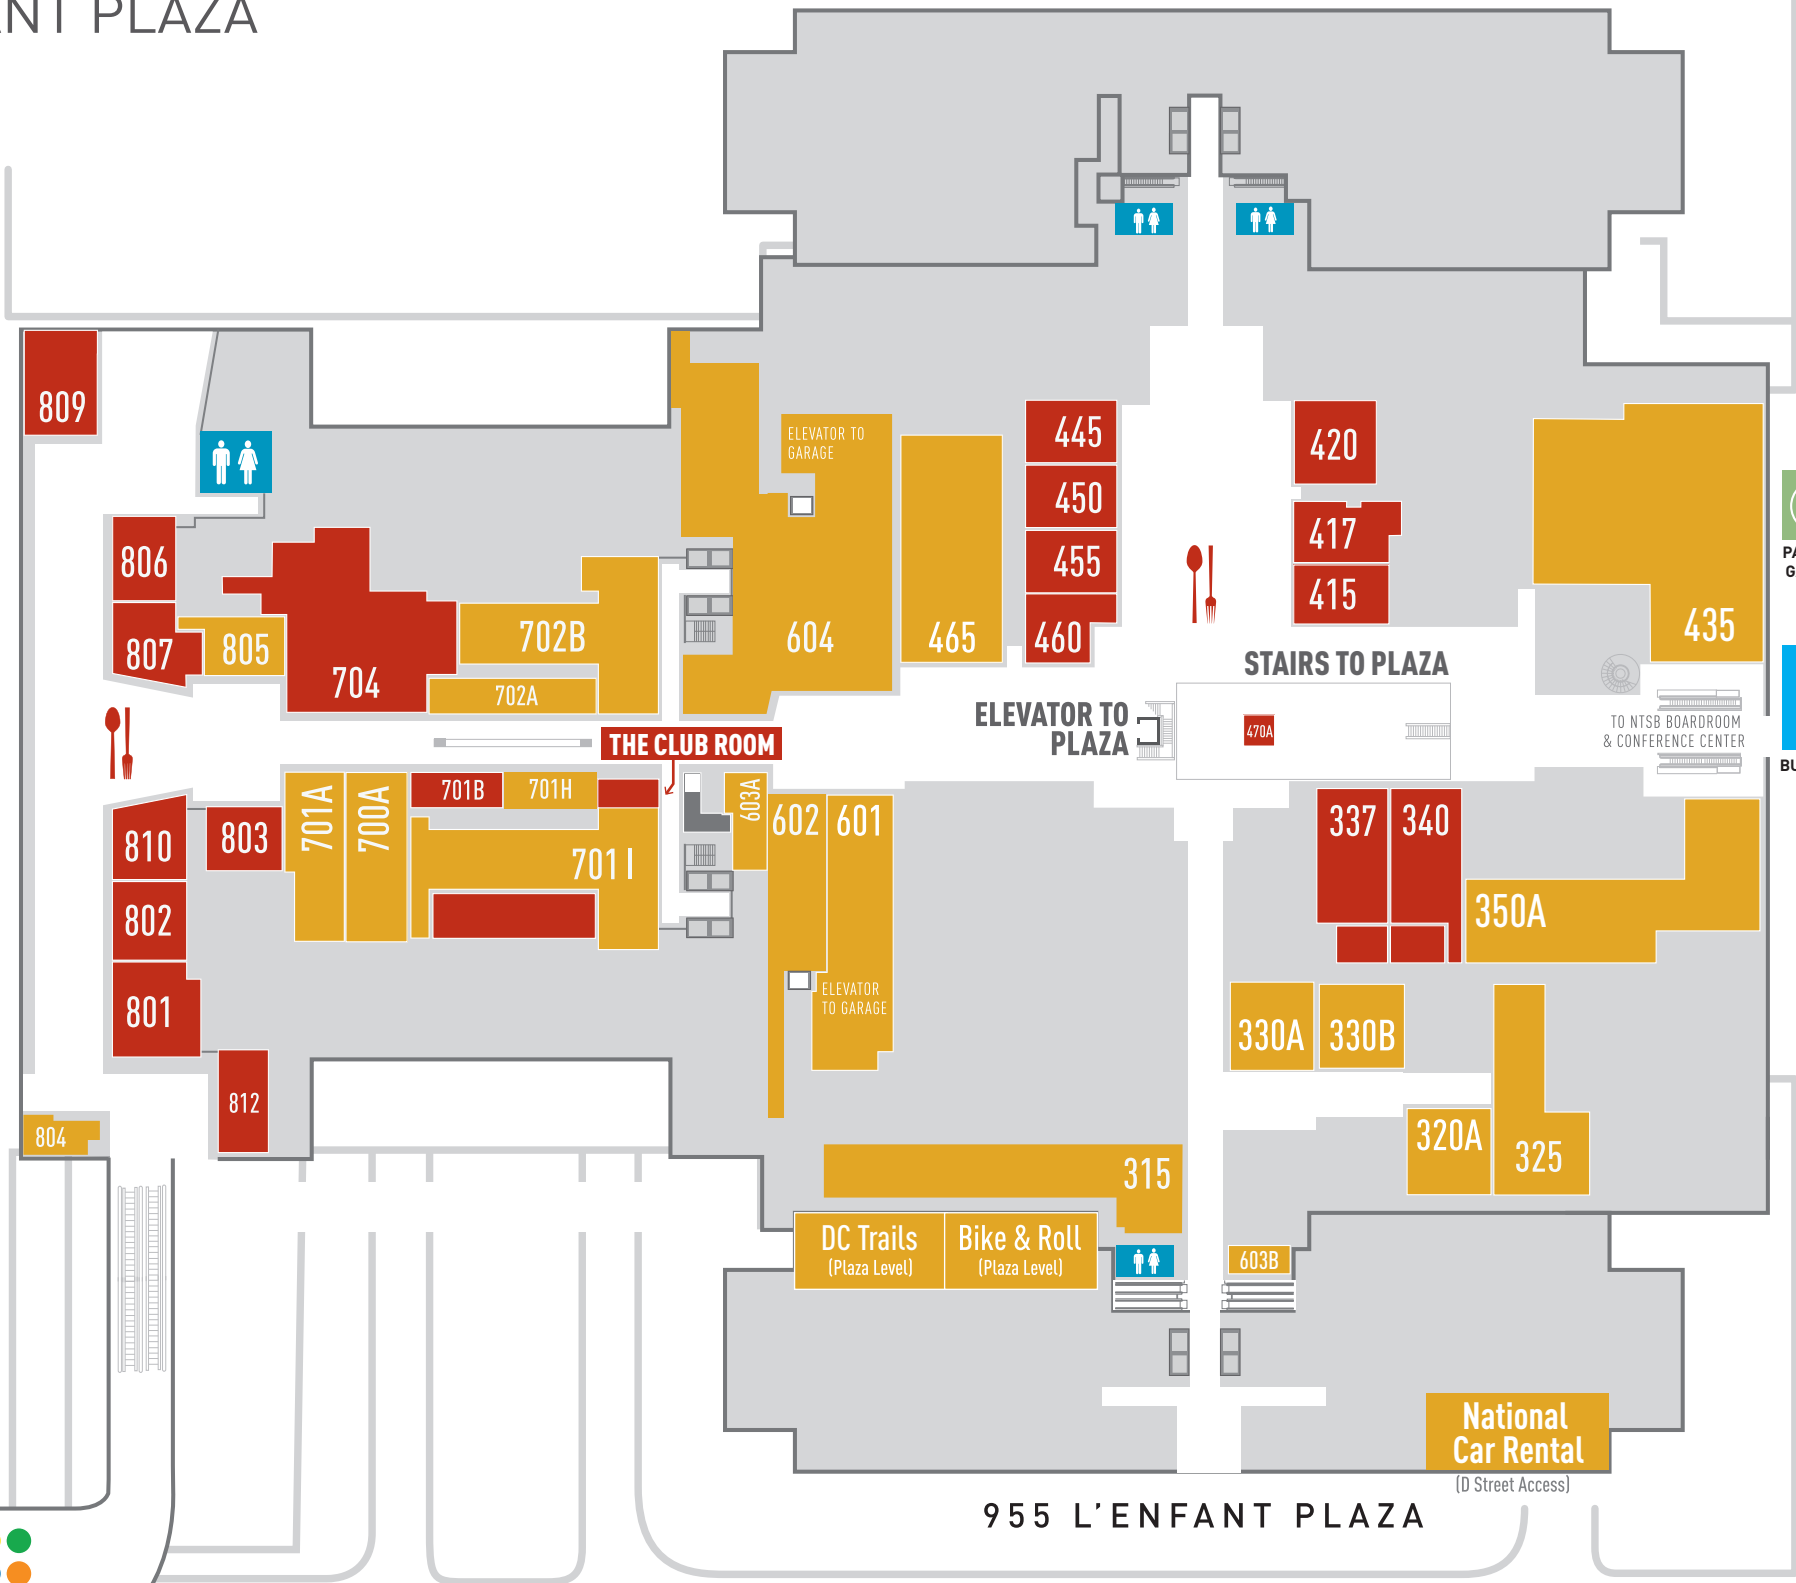 ANT PLAZA
809
ELEVATOR TO
GARAGE
445
420
450
417
455
415
806
807
805
704
702B
702A
604
465
460
435
STAIRS TO PLAZA
ELEVATOR TO
PLAZA
470A
TO NTSB BOARDROOM
& CONFERENCE CENTER
PA
G
BU
THE CLUB ROOM
701B
701H
701A
700A
603A
602
601
701 I
810
803
802
801
812
804
337
340
350A
ELEVATOR
TO GARAGE
330A
330B
320A
325
315
DC Trails
(Plaza Level)
Bike & Roll
(Plaza Level)
603B
National
Car Rental
(D Street Access)
955 L'ENFANT PLAZA